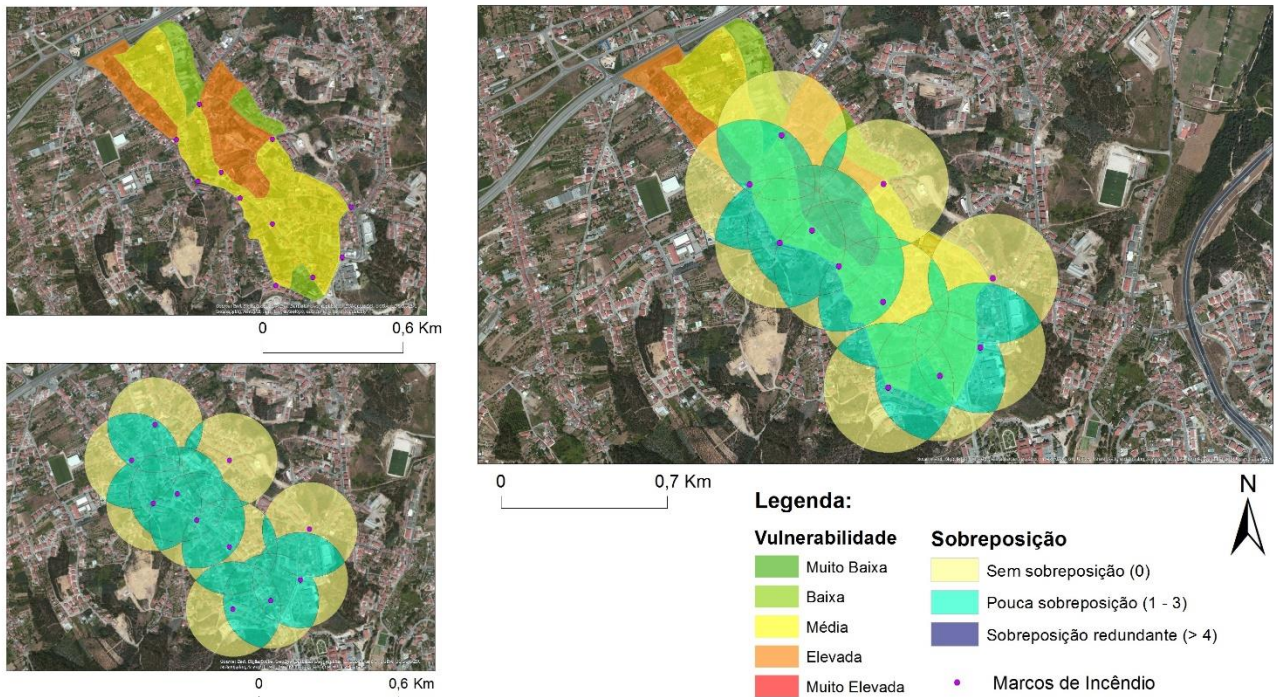 0 0,6 Km
0 0,6 Km
0 0,7 Km
N
Legenda:
Vulnerabilidade
Muito Baixa
Baixa
Média
Elevada
Muito Elevada
Sobreposição
Sem sobreposição (0)
Pouca sobreposição (1 - 3)
Sobreposição redundante (> 4)
Marcos de Incêndio